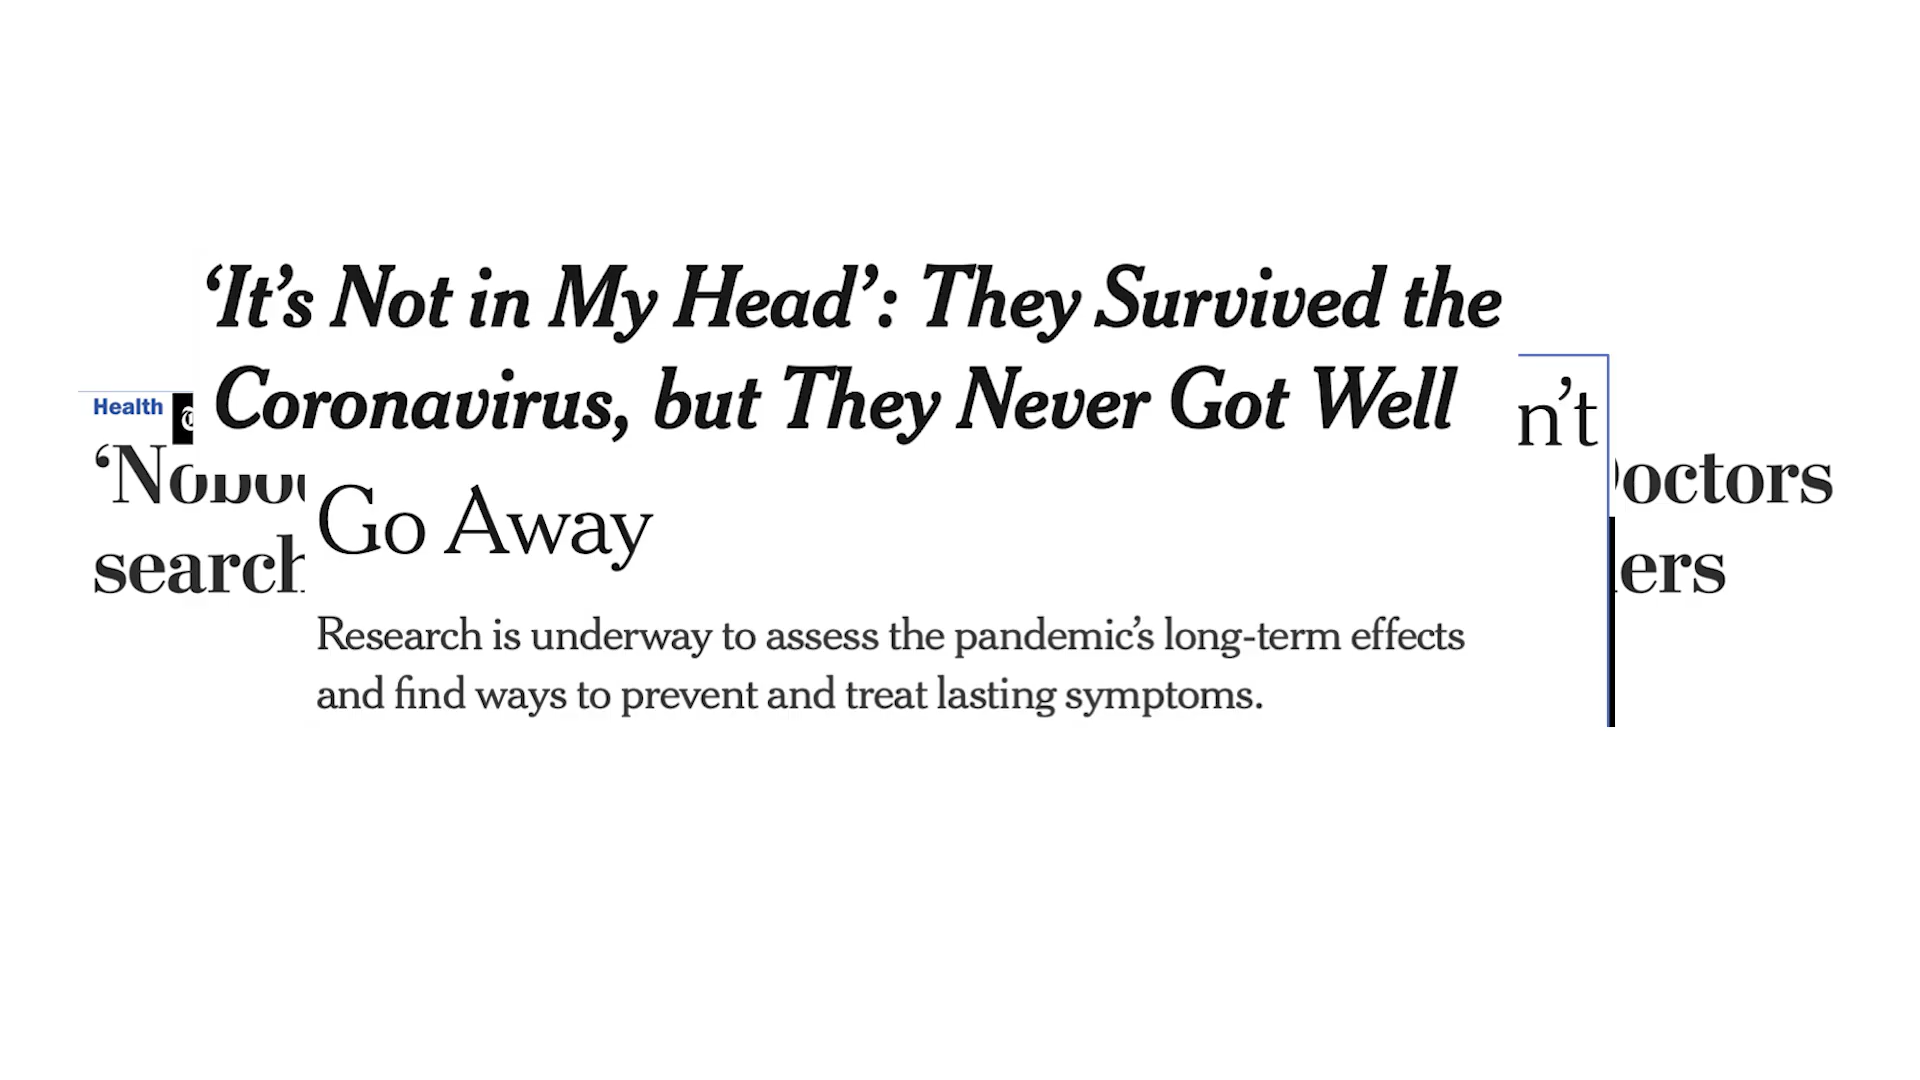 ‘It’s Not in My Head’: They Survived the
Coronavirus, but They Never Got Well
Health
n’t
octors
Go Away
search
ers
Research is underway to assess the pandemic’s long-term effects
and find ways to prevent and treat lasting symptoms.